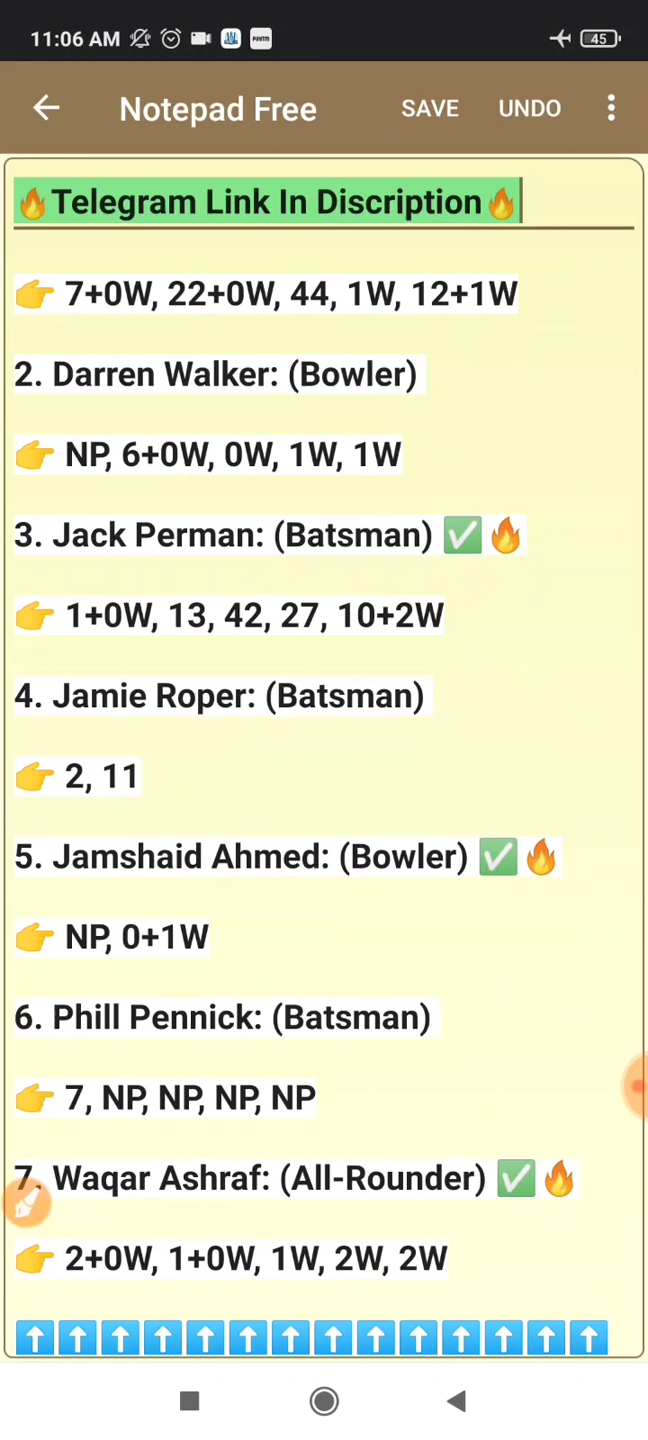 11:06 AM
paytm
45
Notepad Free
SAVE
UNDO
🔥Telegram Link In Discription🔥
👉 7+0W, 22+0W, 44, 1W, 12+1W
2. Darren Walker: (Bowler)
👉 NP, 6+0W, 0W, 1W, 1W
3. Jack Perman: (Batsman) ✅🔥
👉 1+0W, 13, 42, 27, 10+2W
4. Jamie Roper: (Batsman)
👉 2, 11
5. Jamshaid Ahmed: (Bowler) ✅🔥
👉 NP, 0+1W
6. Phill Pennick: (Batsman)
👉 7, NP, NP, NP, NP
7. Waqar Ashraf: (All-Rounder) ✅🔥
👉 2+0W, 1+0W, 1W, 2W, 2W
⬆️⬆️⬆️⬆️⬆️⬆️⬆️⬆️⬆️⬆️⬆️⬆️⬆️⬆️